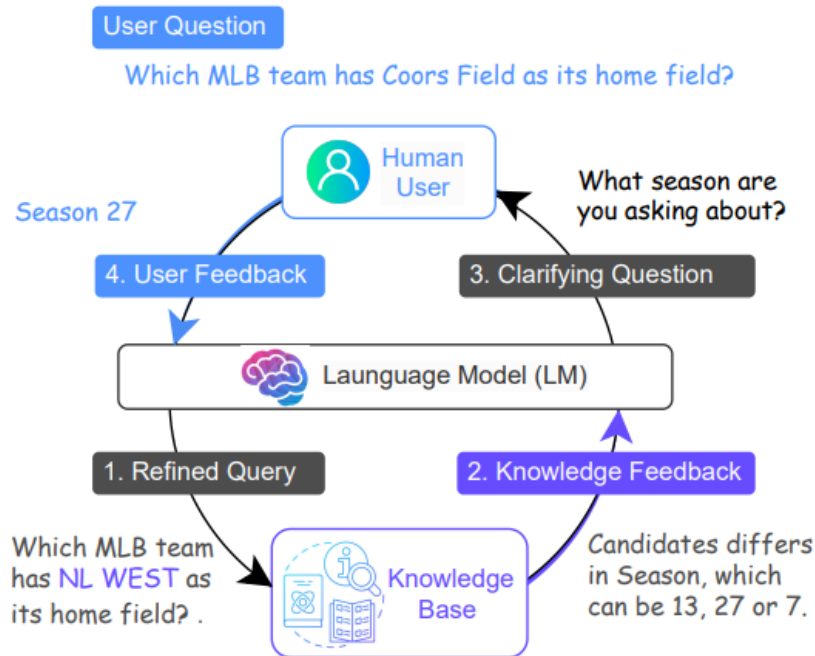 User Question
Which MLB team has Coors Field as its home field?
Human
User
What season are
you asking about?
Season 27
4. User Feedback
3. Clarifying Question
Launguage Model (LM)
1. Refined Query
2. Knowledge Feedback
Which MLB team
has NL WEST as
its home field? .
Knowledge
Base
Candidates differs
in Season, which
can be 13, 27 or 7.